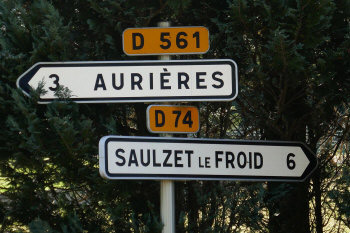 D 561
3 AURIÈRES
D 74
SAULZET LE FROID 6